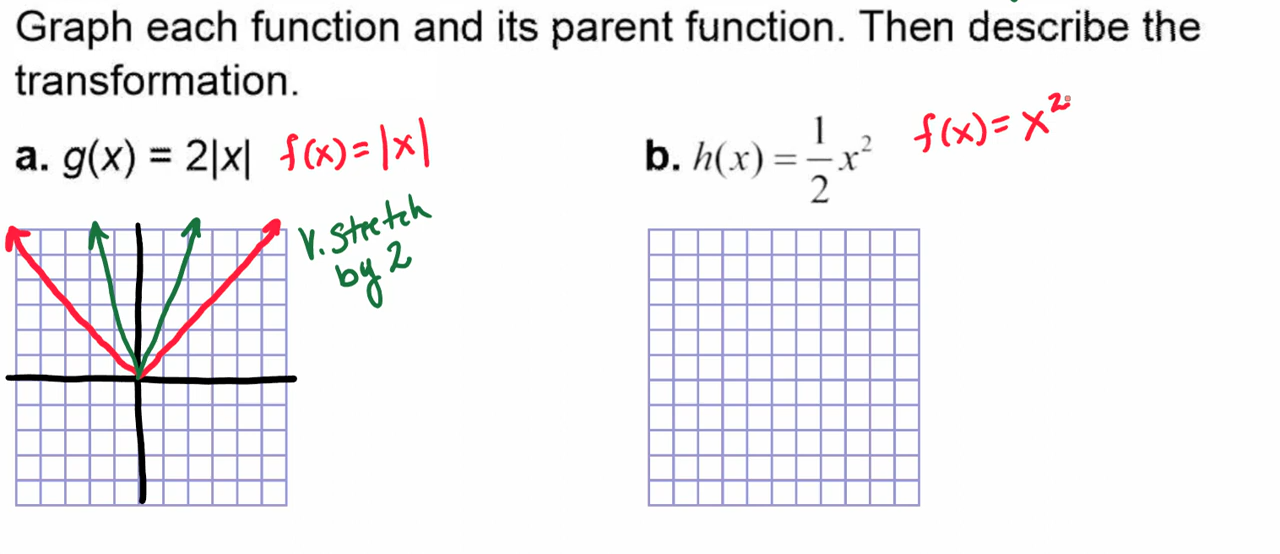 Graph each function and its parent function. Then describe the
transformation.
a. g(x) = 2|x| f(x)=|x|
b. h(x) = 1/2 x² f(x)=x²
V. Stretch
by 2